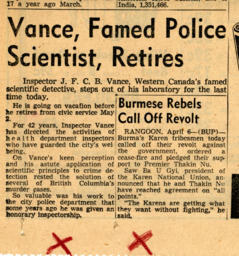 17 a year ago March.
India, 1,351,466.
Vance, Famed Police
Scientist, Retires
Inspector J. F. C. B. Vance, Western Canada's famed
scientific detective, steps out of his laboratory for the last
time today.
He is going on vacation before
he retires from civic service May
2.
For 42 years, Inspector Vance
has directed the activities of
health department inspectors
who have guarded the city's well
being.
On Vance's keen perception
and his astute application of
scientific principles to crime de-
tection rested the solution of
several of British Columbia's
murder cases.
So valuable was his work to
the city police department that
some years ago he was given an
honorary inspectorship.
Burmese Rebels
Call Off Revolt
RANGOON, April 6—(BUP)—
Burma's Karen tribesmen today
called off their revolt against
the government, ordered a
cease-fire and pledged their sup-
port to Premier Thakin Nu.
Saw Ba U Gyi, president of
the Karen National Union, an-
nounced that he and Thakin Nu
have reached agreement on "all
points."
"The Karens are getting what
they want without fighting," he
said.